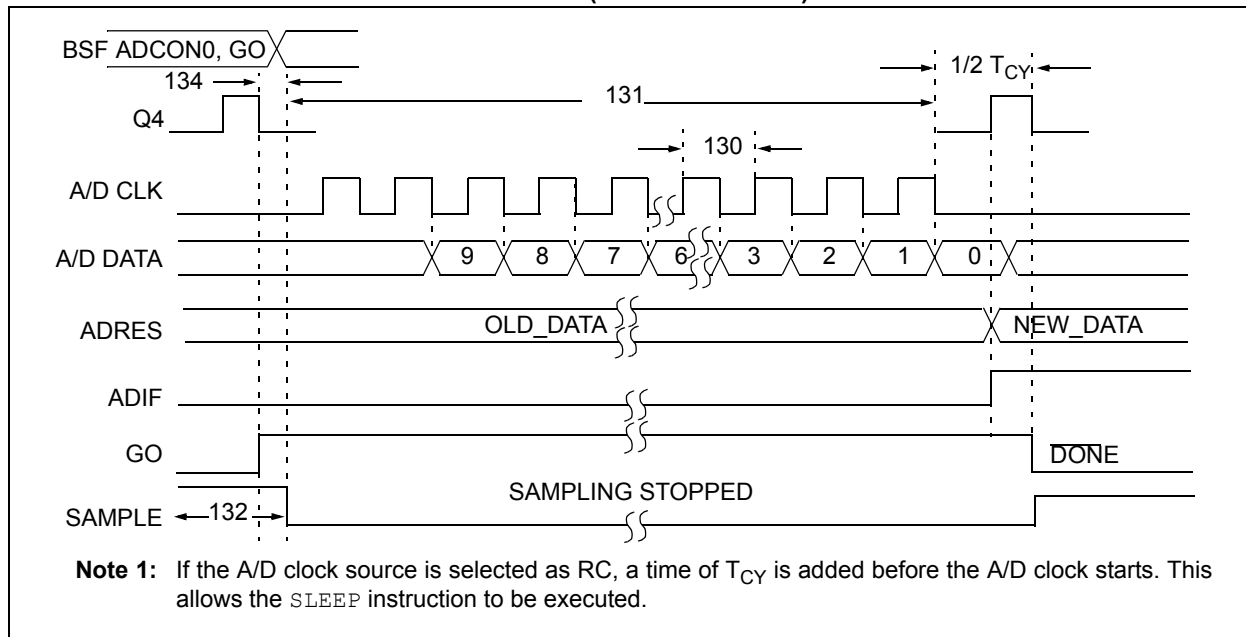 BSF ADCON0, GO
1/2 TCY
134
131
Q4
130
A/D CLK
A/D DATA 9 8 7 6 3 2 1 0
ADRES OLD_DATA NEW_DATA
ADIF
GO DONE
SAMPLING STOPPED
SAMPLE 132
Note 1: If the A/D clock source is selected as RC, a time of TCY is added before the A/D clock starts. This
allows the SLEEP instruction to be executed.